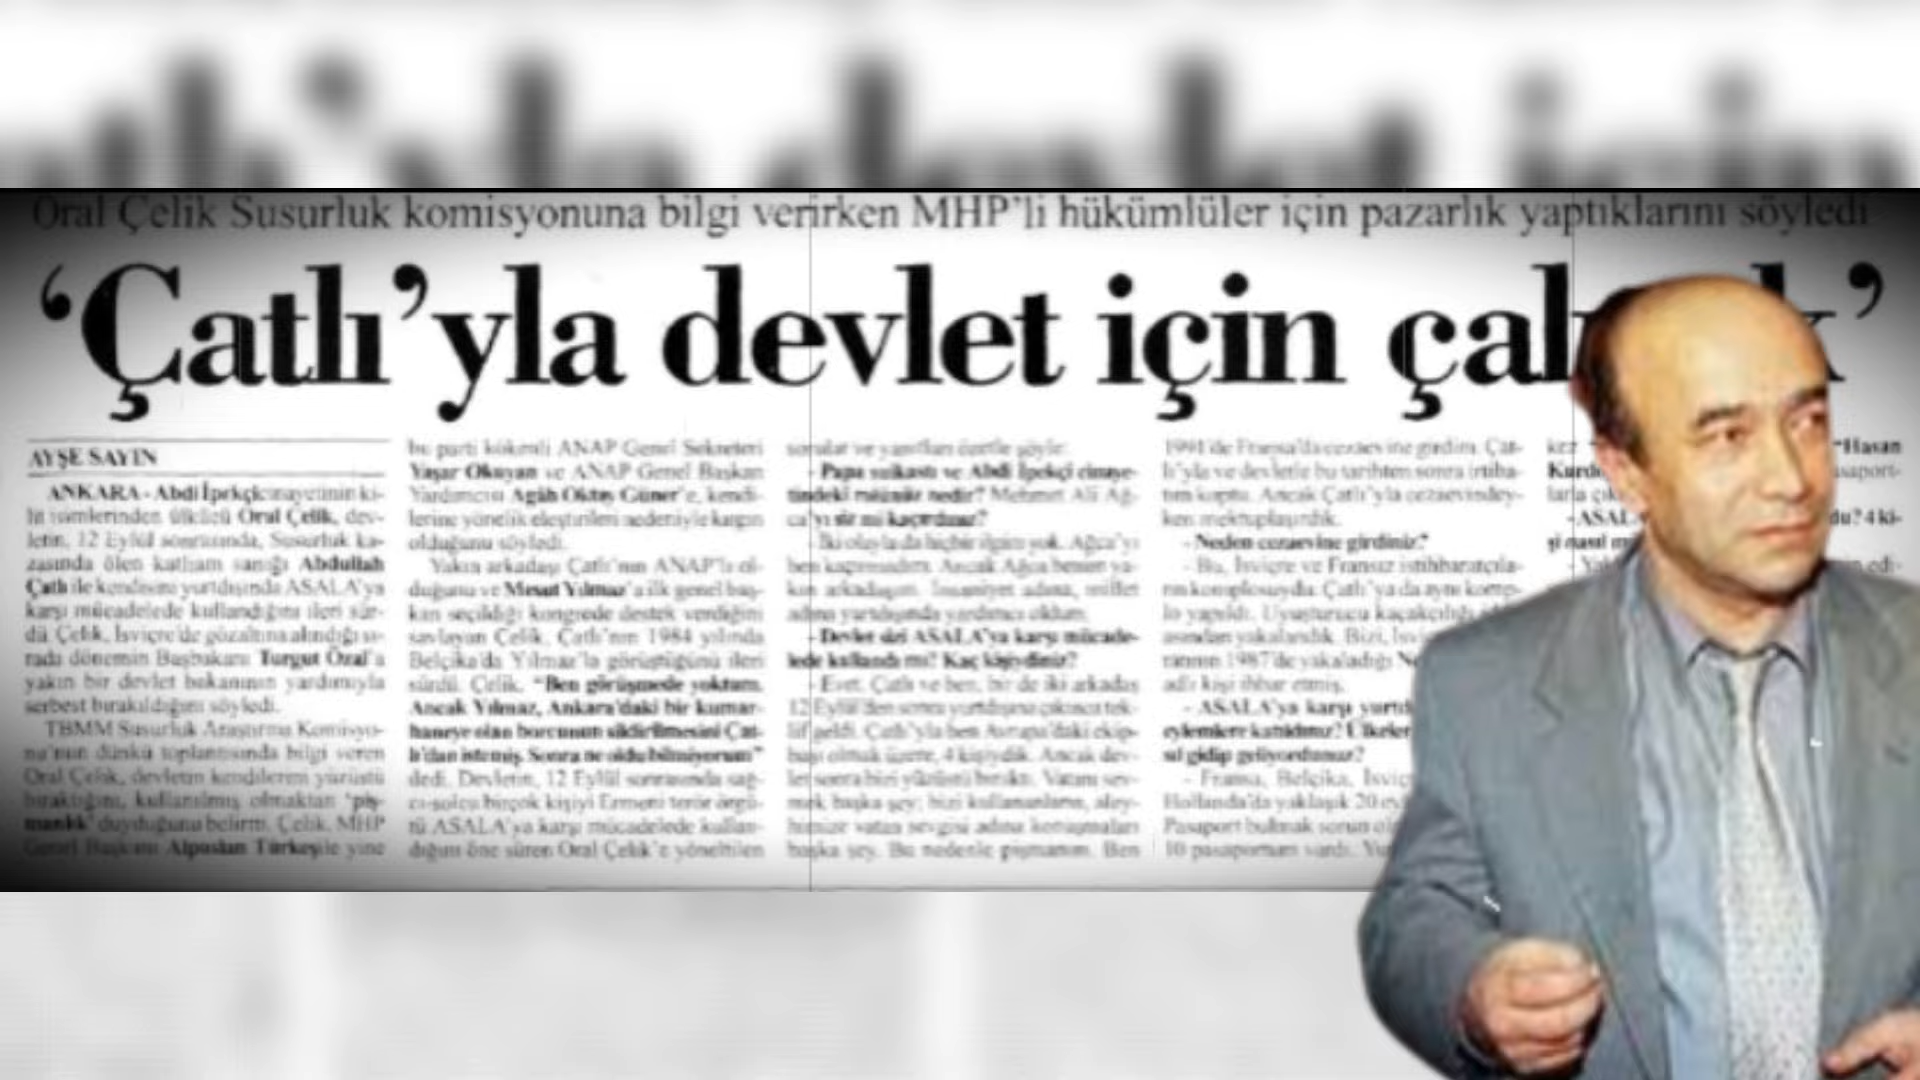 Oral Çelik Susurluk komisyonuna bilgi verirken MHP'li hükümlüler için pazarlık yaptıklarını söyledi
'Çatlı'yla devlet için
AYŞE SAYIN
ANKARA - Abdi İpekçi cinayetinin ki-
lit isimlerinden ülkücü Oral Çelik, dev-
letin, 12 Eylül sonrasında, Susurluk ka-
zasında ölen katliam sanığı Abdullah
Çatlı ile kendisini yurtdışında ASALA'ya
karşı mücadelede kullandığını ileri sür-
dü. Çelik, İsviçre'de gözaltına alındığı sı-
rada dönemin Başbakanı Turgut Özal'a
yakın bir devlet bakanının yardımıyla
serbest bırakıldığını söyledi.
TBMM Susurluk Araştırma Komisyo-
nu'nun dünkü toplantısında bilgi veren
Oral Çelik, devletin kendilerini yüzüstü
bıraktığını, kullanılmış olmaktan 'piş-
manlık' duyduğunu belirtti. Çelik, MHP
Genel Başkanı Alpaslan Türkeş ile yine
bu parti kökenli ANAP Genel Sekreteri
Yaşar Okuyan ve ANAP Genel Başkan
Yardımcısı Agâh Oktay Güner'e, kendi-
lerine yönelik eleştirileri nedeniyle kırgın
olduğunu söyledi.
Yakın arkadaşı Çatlı'nın ANAP'lı ol-
duğunu ve Mesut Yılmaz'a ilk genel baş-
kan seçildiği kongrede destek verdiğini
savlayan Çelik, Çatlı'nın 1984 yılında
Belçika'da Yılmaz'la görüştüğünü ileri
sürdü. Çelik, "Ben görüşmede yoktum.
Ancak Yılmaz, Ankara'daki bir kumar-
haneye olan borcunun sildirilmesini Çat-
lı'dan istemiş. Sonra ne oldu bilmiyorum"
dedi. Devletin, 12 Eylül sonrasında sağ-
cı-solcu birçok kişiyi Ermeni terör örgü-
tü ASALA'ya karşı mücadelede kullan-
dığını öne süren Oral Çelik'e yöneltilen
sorular ve yanıtları özetle şöyle:
- Papa suikastı ve Abdi İpekçi cinaye-
tindeki rolünüz nedir? Mehmet Ali Ağ-
ca'yı siz mi kaçırdınız?
- İki olayla da hiçbir ilgim yok. Ağca'yı
ben kaçırmadım. Ancak Ağca benim ya-
kın arkadaşım. İnsaniyet adına, millet
adına yurtdışında yardımcı oldum.
- Devlet sizi ASALA'ya karşı mücade-
lede kullandı mı? Kaç kişiydiniz?
- Evet. Çatlı ve ben, bir de iki arkadaş
12 Eylül'den sonra yurtdışına çıkınca tek-
lif geldi. Çatlı'yla ben Avrupa'daki ekip-
başı olmak üzere, 4 kişiydik. Ancak dev-
let sonra bizi yüzüstü bıraktı. Vatanı sev-
mek başka şey; bizi kullananların, aley-
himize vatan sevgisi adına konuşmaları
başka şey. Bu nedenle pişmanım. Ben
1991'de Fransa'da cezaevine girdim. Çat-
lı'yla ve devletle bu tarihten sonra irtiba-
tım koptu. Ancak Çatlı'yla cezaevindey-
ken mektuplaşırdık.
- Neden cezaevine girdiniz?
- Bu, İsviçre ve Fransız istihbaratçıla-
rın komplosuydu. Çatlı'ya da aynı komp-
lo yapıldı. Uyuşturucu kaçakçılığı
asından yakalandık. Bizi,
1987'de yakaladığı
adlı kişi ihbar etmiş.
- ASALA'ya karşı
eylemlere katıldınız? Ülkeler
sıl gidip geliyordunuz?
- Fransa, Belçika,
Hollanda'da yaklaşık 20
Pasaport bulmak sorun
10 pasaportum vardı.
"Hasan